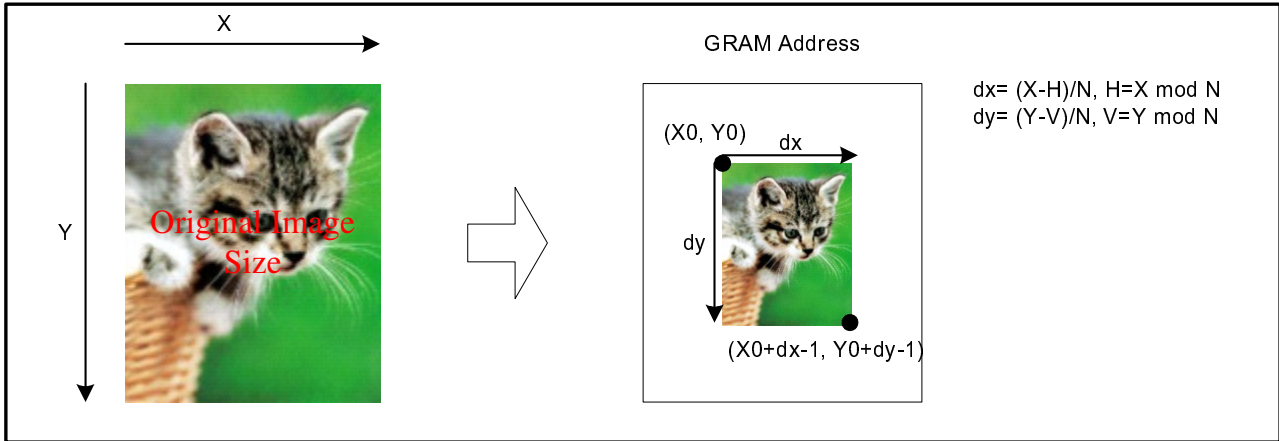 X
Y
Original Image
Size
GRAM Address
(X0, Y0)
dx
dy
(X0+dx-1, Y0+dy-1)
dx= (X-H)/N, H=X mod N
dy= (Y-V)/N, V=Y mod N